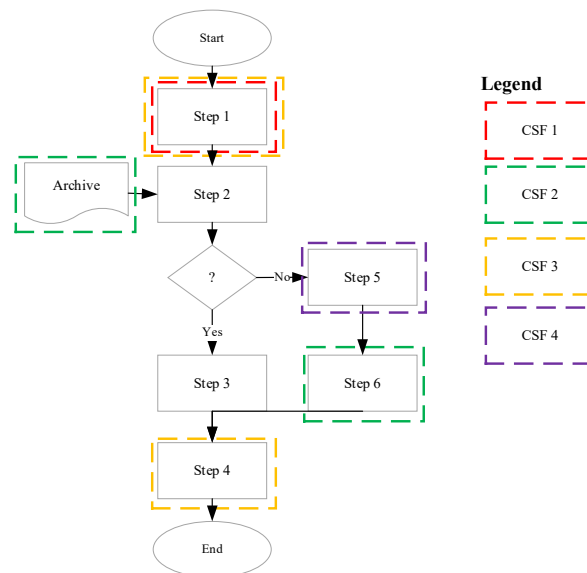 Start
Step 1
Archive
Step 2
?
No
Step 5
Yes
Step 3
Step 6
Step 4
End
Legend
CSF 1
CSF 2
CSF 3
CSF 4